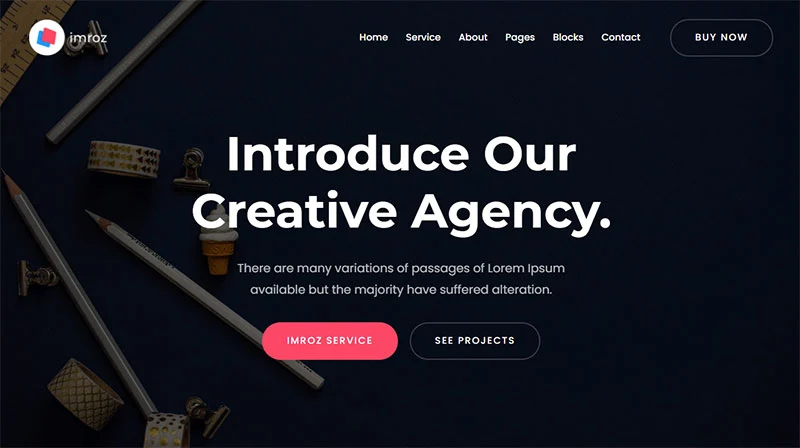 imroz
Home Service About Pages Blocks Contact BUY NOW
Introduce Our
Creative Agency.
There are many variations of passages of Lorem Ipsum
available but the majority have suffered alteration.
IMROZ SERVICE SEE PROJECTS